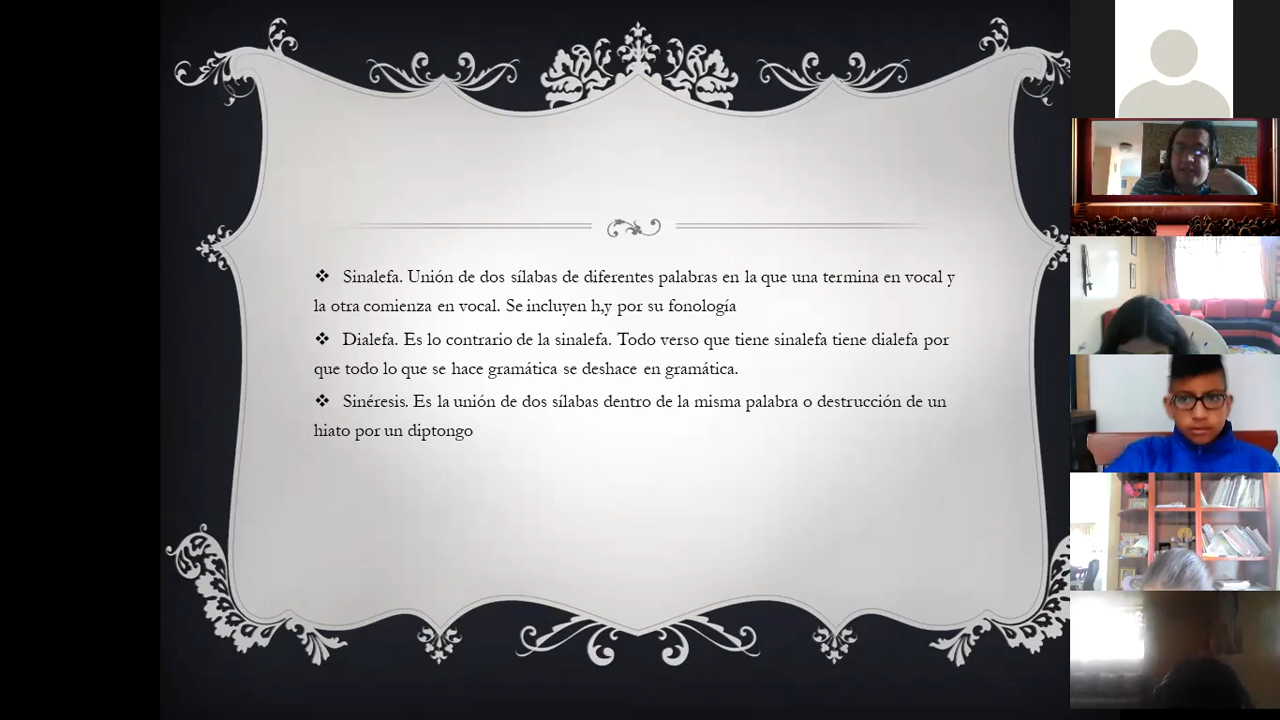 ❖ Sinalefa. Unión de dos sílabas de diferentes palabras en la que una termina en vocal y
la otra comienza en vocal. Se incluyen h,y por su fonología
❖ Dialefa. Es lo contrario de la sinalefa. Todo verso que tiene sinalefa tiene dialefa por
que todo lo que se hace gramática se deshace en gramática.
❖ Sinéresis. Es la unión de dos sílabas dentro de la misma palabra o destrucción de un
hiato por un diptongo